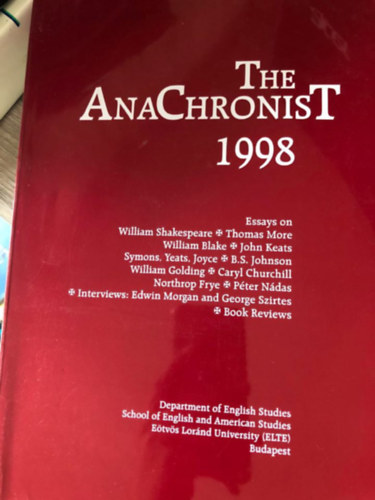 THE
ANACHRONIST
1998
Essays on
William Shakespeare ✠ Thomas More
William Blake ✠ John Keats
Symons, Yeats, Joyce ✠ B.S. Johnson
William Golding ✠ Caryl Churchill
Northrop Frye ✠ Péter Nádas
✠ Interviews: Edwin Morgan and George Szirtes
✠ Book Reviews
Department of English Studies
School of English and American Studies
Eötvös Loránd University (ELTE)
Budapest